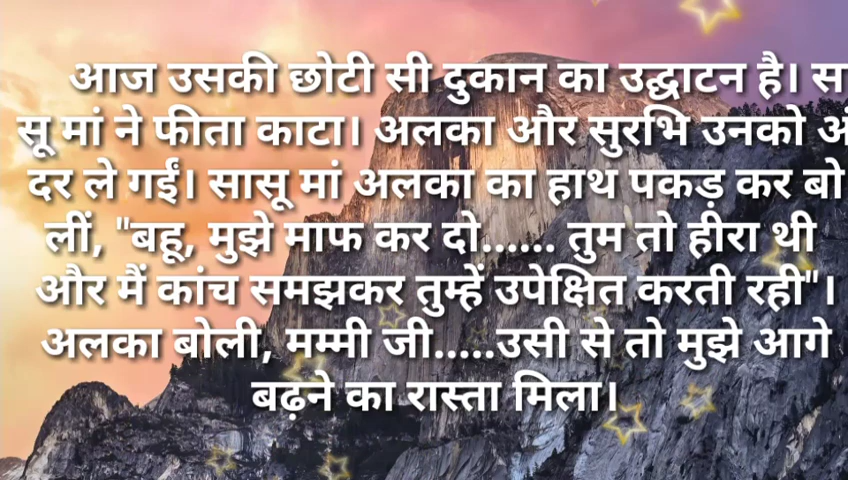 आज उसकी छोटी सी दुकान का उद्घाटन है। सा
सू मां ने फीता काटा। अलका और सुरभि उनको अं
दर ले गईं। सासू मां अलका का हाथ पकड़ कर बो
लीं, "बहू, मुझे माफ कर दो...... तुम तो हीरा थी
और मैं कांच समझकर तुम्हें उपेक्षित करती रही"।
अलका बोली, मम्मी जी.....उसी से तो मुझे आगे
बढ़ने का रास्ता मिला।